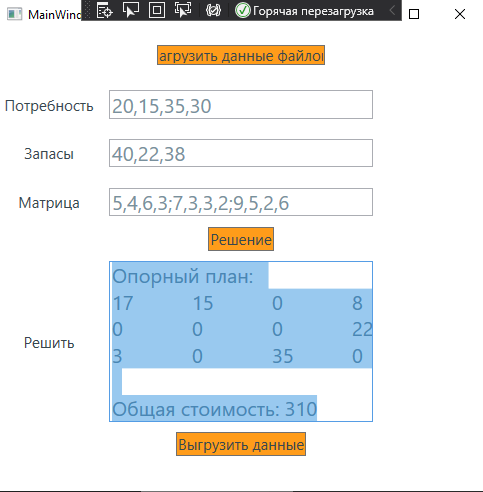 MainWind
Горячая перезагрузка
агрузить данные файлої
Потребность
20,15,35,30
Запасы
40,22,38
Матрица
5,4,6,3;7,3,3,2;9,5,2,6
Решение
Решить
Опорный план:
17 15 0 8
0 0 0 22
3 0 35 0
Общая стоимость: 310
Выгрузить данные